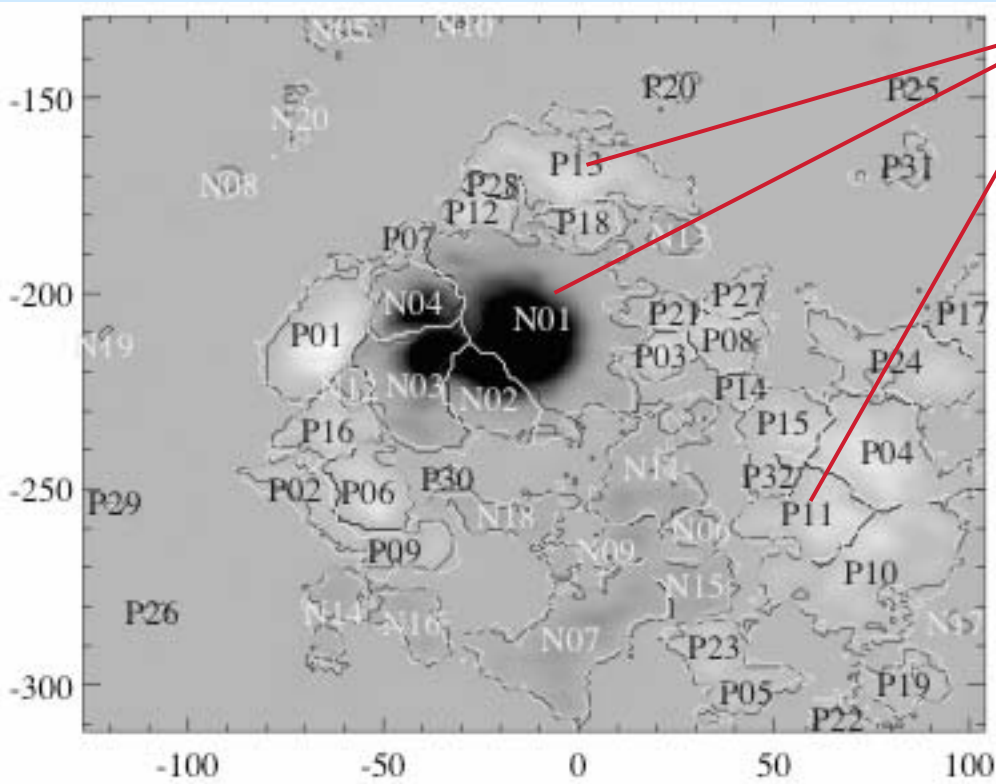 N05 N10
-150 P20 P25
N20
P13 P31
N08 P28
P12 P18 N13
P07
-200 N04 N01 P21 P27 P17
P01 P03 P08
N19 P24
N12 N03 N02 P14
P16 P15 P04
N14
-250 P29 P02 P06 P30 P32
N18 N06 P11
P09 N09
P10
N15
P26 N14 N16 N07 N17
P23
-300 P05 P19
P22
-100 -50 0 50 100